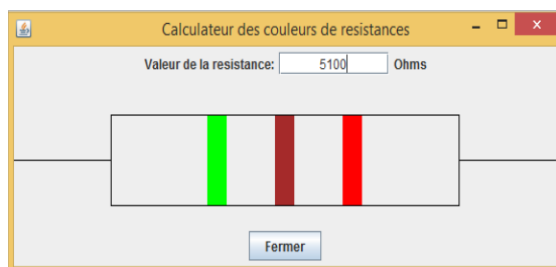 Calculateur des couleurs de resistances
Valeur de la resistance: 5100 Ohms
Fermer